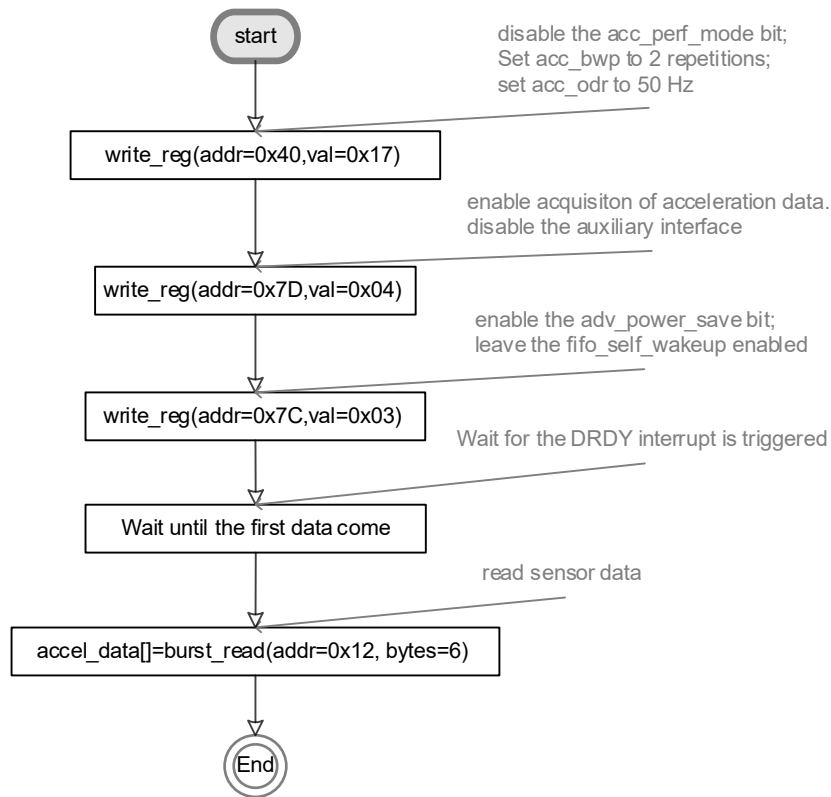 start
disable the acc_perf_mode bit;
Set acc_bwp to 2 repetitions;
set acc_odr to 50 Hz
write_reg(addr=0x40,val=0x17)
enable acquisiton of acceleration data.
disable the auxiliary interface
write_reg(addr=0x7D,val=0x04)
enable the adv_power_save bit;
leave the fifo_self_wakeup enabled
write_reg(addr=0x7C,val=0x03)
Wait for the DRDY interrupt is triggered
Wait until the first data come
read sensor data
accel_data[]=burst_read(addr=0x12, bytes=6)
End